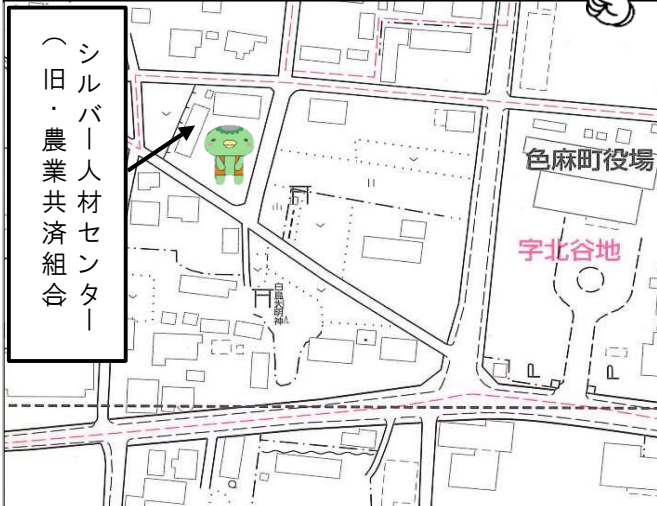 シルバー人材センター
（旧・農業共済組合）
色麻町役場
字北谷地
白鳥大明神
P
P